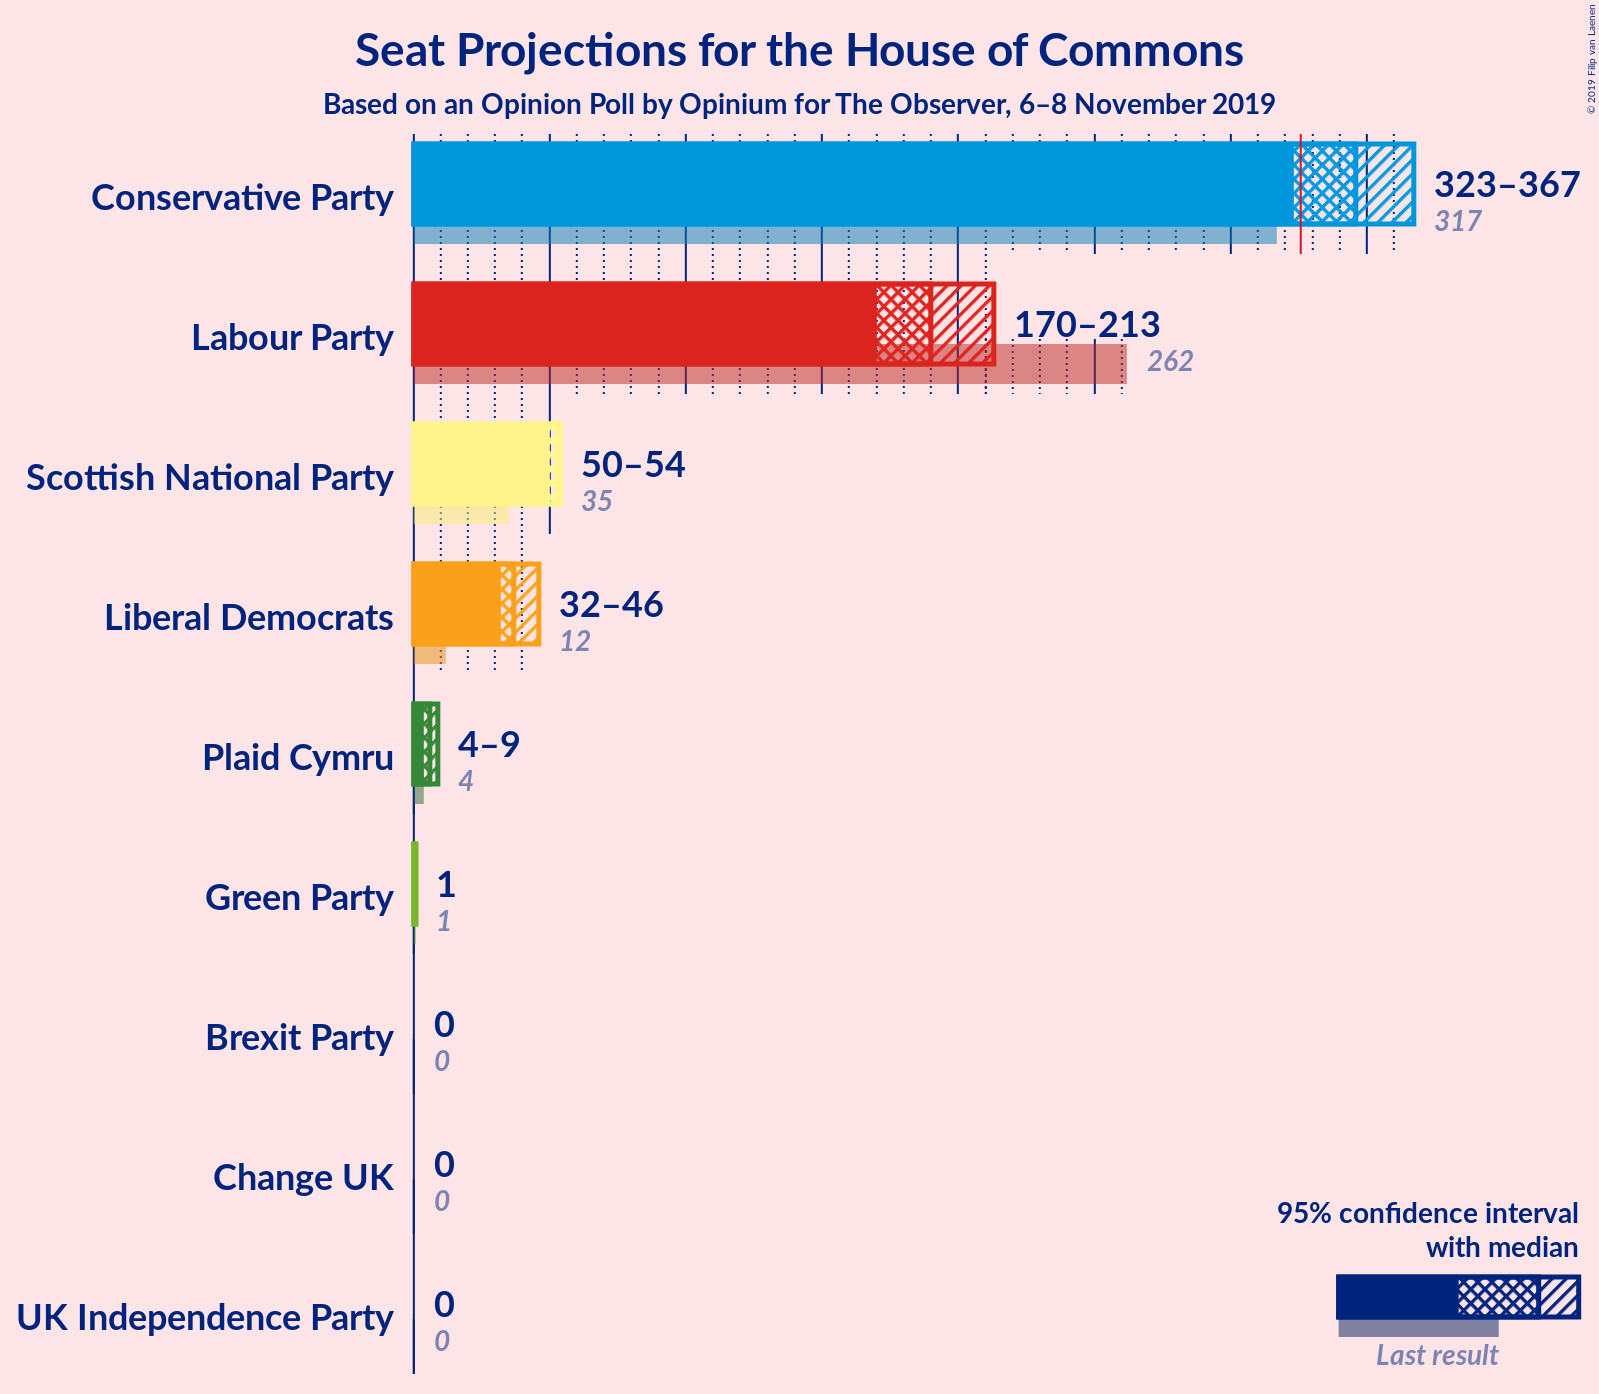 Seat Projections for the House of Commons
Based on an Opinion Poll by Opinium for The Observer, 6–8 November 2019
© 2019 Filip van Laenen
Conservative Party
323–367
317
Labour Party
170–213
262
Scottish National Party
50–54
35
Liberal Democrats
32–46
12
Plaid Cymru
4–9
4
Green Party
1
1
Brexit Party
0
0
Change UK
0
0
UK Independence Party
0
0
95% confidence interval
with median
Last result